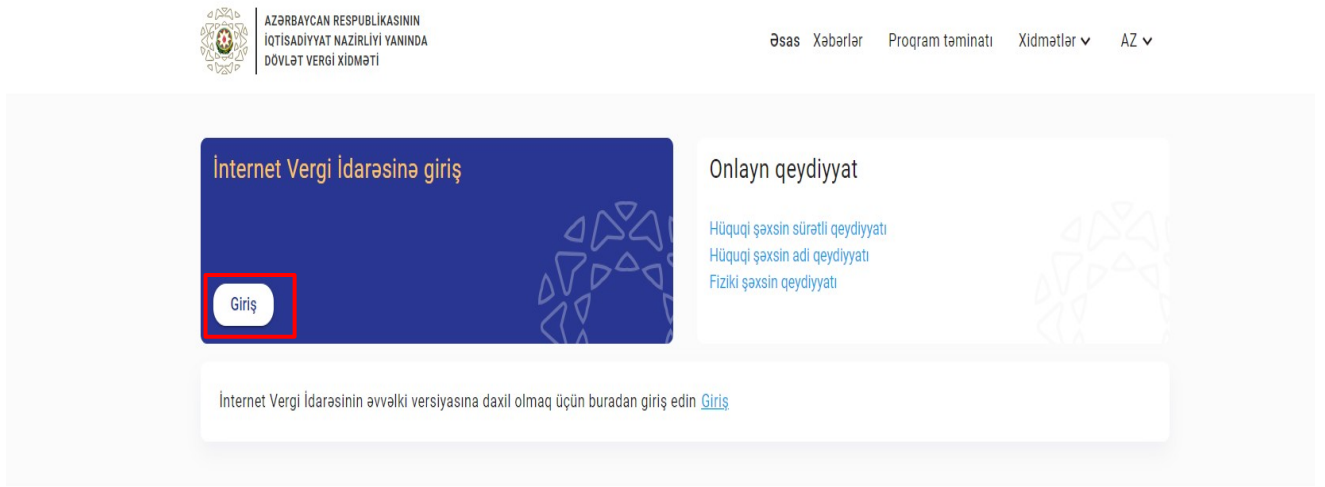 AZƏRBAYCAN RESPUBLİKASININ
İQTİSADİYYAT NAZİRLİYİ YANINDA
DÖVLƏT VERGİ XİDMƏTİ
Əsas Xəbərlər Proqram təminatı Xidmətlər AZ
İnternet Vergi İdarəsinə giriş
Giriş
Onlayn qeydiyyat
Hüquqi şəxsin sürətli qeydiyyatı
Hüquqi şəxsin adi qeydiyyatı
Fiziki şəxsin qeydiyyatı
İnternet Vergi İdarəsinin əvvəlki versiyasına daxil olmaq üçün buradan giriş edin Giriş